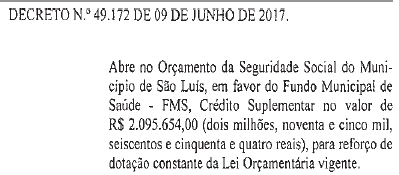 DECRETO N.º 49.172 DE 09 DE JUNHO DE 2017.
Abre no Orçamento da Seguridade Social do Muni-
cípio de São Luís, em favor do Fundo Municipal de
Saúde - FMS, Crédito Suplementar no valor de
R$ 2.095.654,00 (dois milhões, noventa e cinco mil,
seiscentos e cinquenta e quatro reais), para reforço de
dotação constante da Lei Orçamentária vigente.